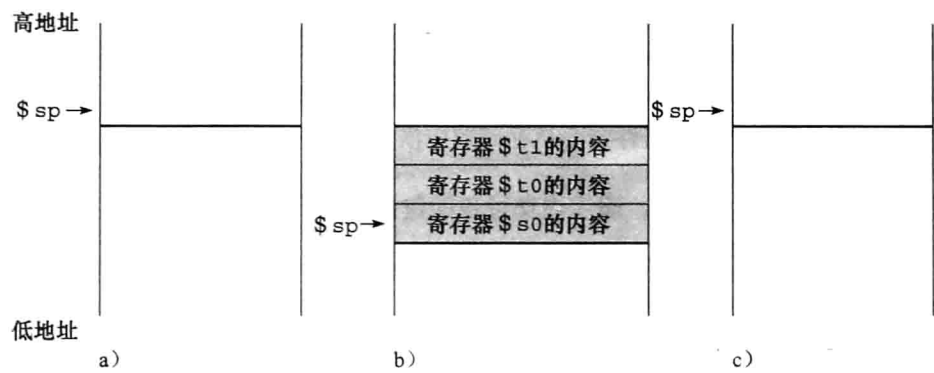 高地址
$sp→
$sp→
寄存器$t1的内容
寄存器$t0的内容
$sp→
寄存器$s0的内容
低地址
a）
b）
c）